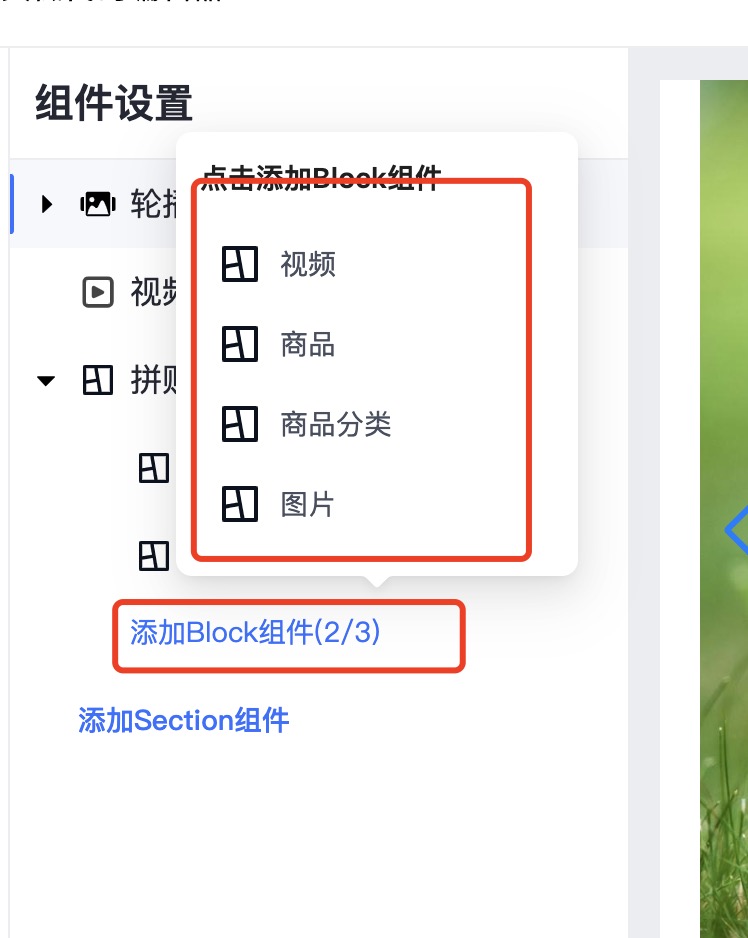 组件设置
点击添加Block组件
轮播
视频
视频
商品
拼贴
商品分类
图片
添加Block组件(2/3)
添加Section组件